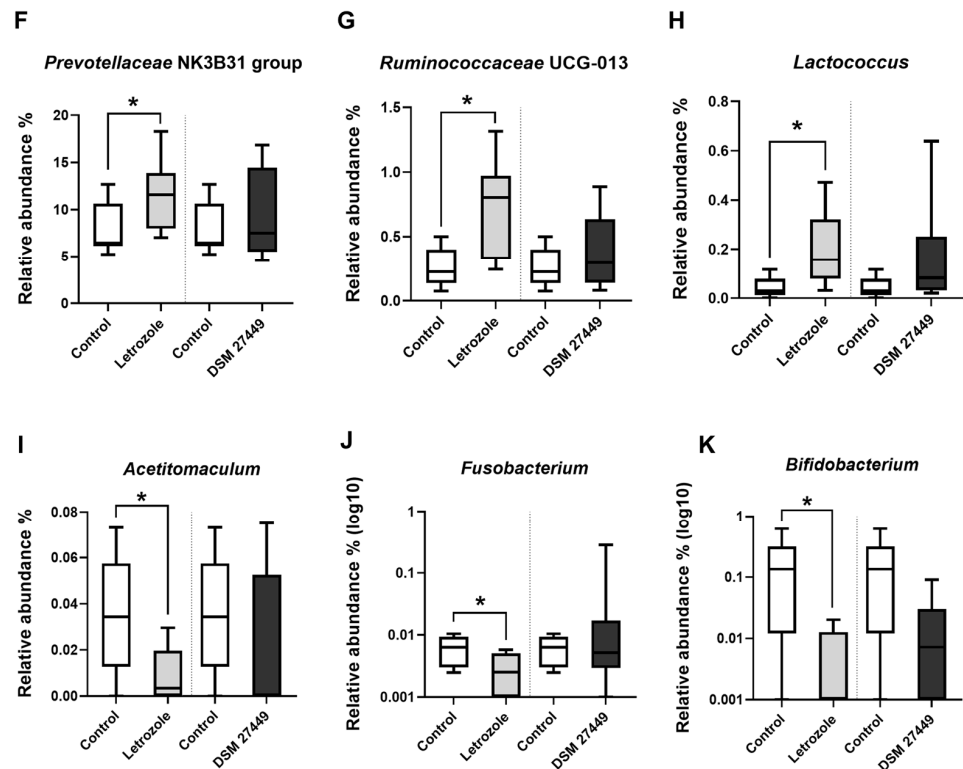 F
Prevotellaceae NK3B31 group
Relative abundance %
20
15
10
5
0
*
Control
Letrozole
Control
DSM 27449
G
Ruminococcaceae UCG-013
Relative abundance %
1.5
1.0
0.5
0.0
*
Control
Letrozole
Control
DSM 27449
H
Lactococcus
Relative abundance %
0.8
0.6
0.4
0.2
0.0
*
Control
Letrozole
Control
DSM 27449
I
Acetitomaculum
Relative abundance %
0.08
0.06
0.04
0.02
0.00
*
Control
Letrozole
Control
DSM 27449
J
Fusobacterium
Relative abundance % (log10)
1
0.1
0.010
0.001
*
Control
Letrozole
Control
DSM 27449
K
Bifidobacterium
Relative abundance % (log10)
1
0.1
0.010
0.001
*
Control
Letrozole
Control
DSM 27449